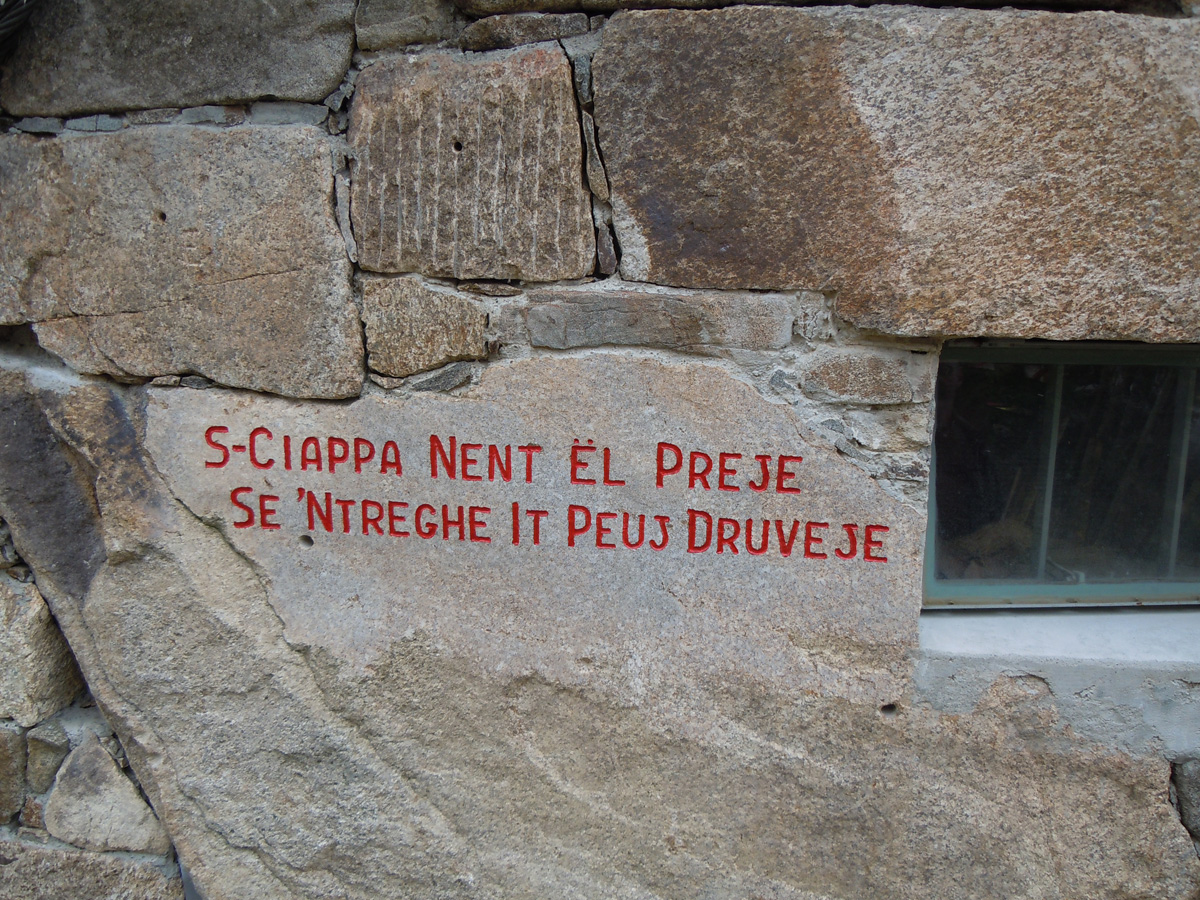 S-CIAPPA NENT ËL PREJE
SE 'NTREGHE IT PEUJ DRUVEJE